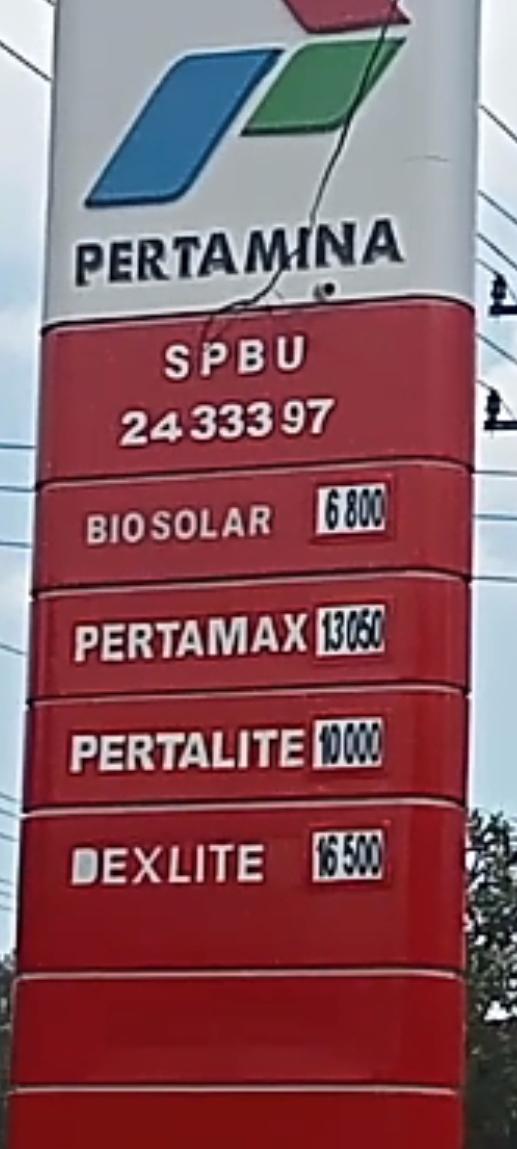 PERTAMINA
SPBU
24 333 97
BIOSOLAR 6 800
PERTAMAX 13 050
PERTALITE 10 000
DEXLITE 16 500